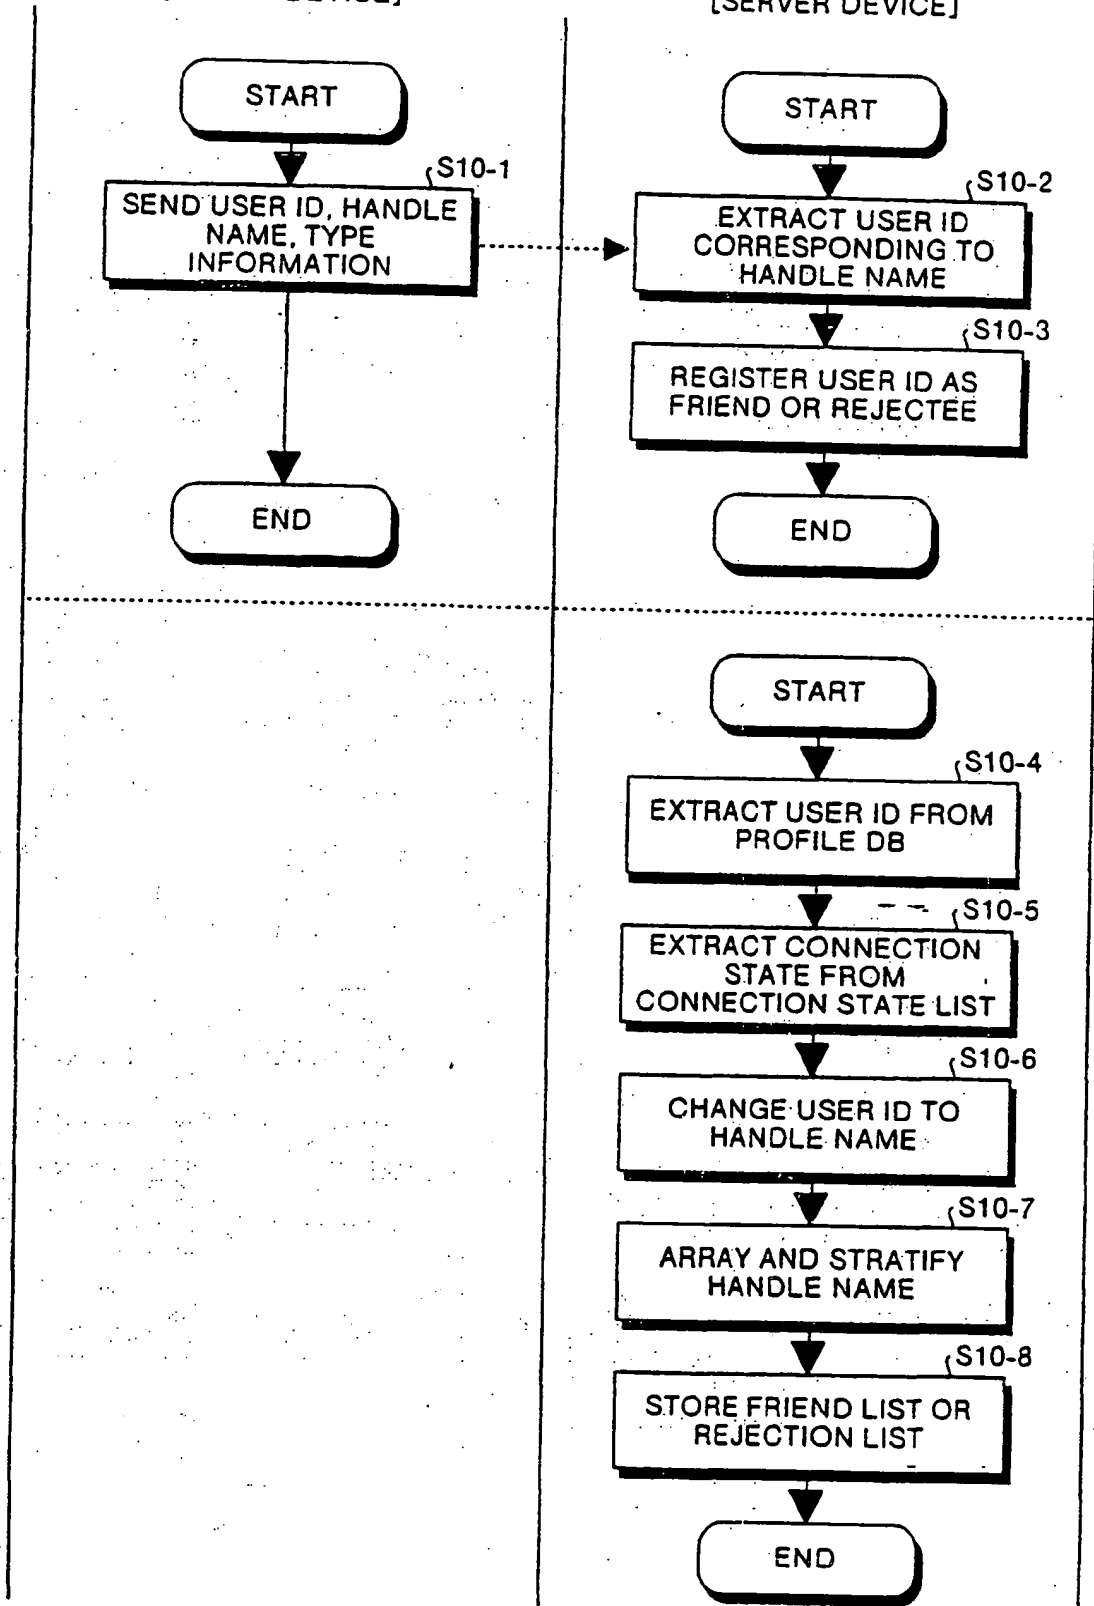 DEVICE]
[SERVER DEVICE]
START
S10-1
SEND USER ID, HANDLE
NAME, TYPE
INFORMATION
END
START
S10-2
EXTRACT USER ID
CORRESPONDING TO
HANDLE NAME
S10-3
REGISTER USER ID AS
FRIEND OR REJECTEE
END
START
S10-4
EXTRACT USER ID FROM
PROFILE DB
S10-5
EXTRACT CONNECTION
STATE FROM
CONNECTION STATE LIST
S10-6
CHANGE USER ID TO
HANDLE NAME
S10-7
ARRAY AND STRATIFY
HANDLE NAME
S10-8
STORE FRIEND LIST OR
REJECTION LIST
END